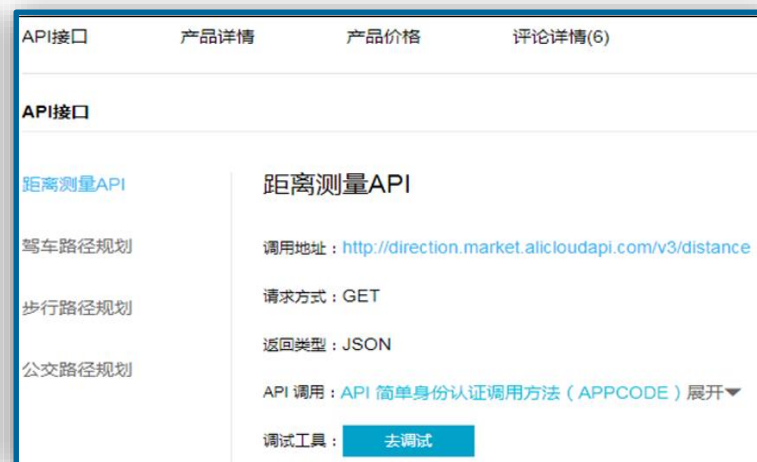 API接口 产品详情 产品价格 评论详情(6)
API接口
距离测量API
驾车路径规划
步行路径规划
公交路径规划
距离测量API
调用地址：http://direction.market.alicloudapi.com/v3/distance
请求方式：GET
返回类型：JSON
API 调用：API 简单身份认证调用方法（APPCODE）展开
调试工具： 去调试